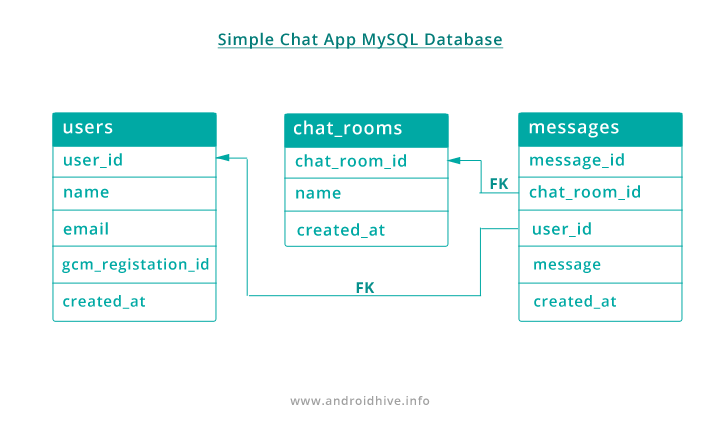 Simple Chat App MySQL Database
users
user_id
name
email
gcm_registation_id
created_at
chat_rooms
chat_room_id
name
created_at
messages
message_id
chat_room_id
user_id
message
created_at
FK
FK
www.androidhive.info